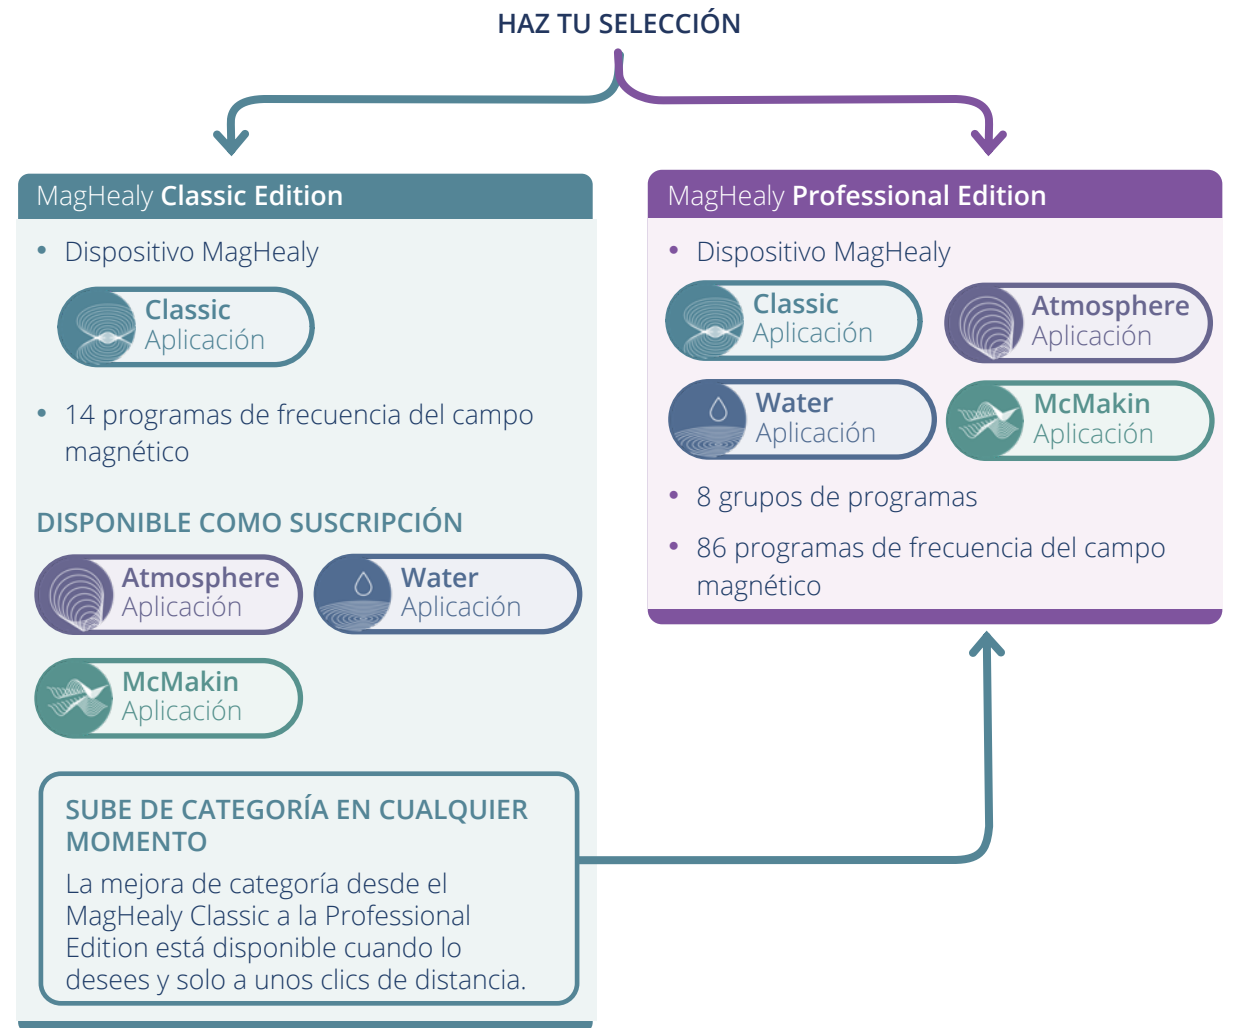 HAZ TU SELECCIÓN
MagHealy Classic Edition
• Dispositivo MagHealy
Classic
Aplicación
• 14 programas de frecuencia del campo
magnético
DISPONIBLE COMO SUSCRIPCIÓN
Atmosphere
Aplicación
Water
Aplicación
McMakin
Aplicación
SUBE DE CATEGORÍA EN CUALQUIER
MOMENTO
La mejora de categoría desde el
MagHealy Classic a la Professional
Edition está disponible cuando lo
desees y solo a unos clics de distancia.
MagHealy Professional Edition
• Dispositivo MagHealy
Classic
Aplicación
Atmosphere
Aplicación
Water
Aplicación
McMakin
Aplicación
• 8 grupos de programas
• 86 programas de frecuencia del campo
magnético